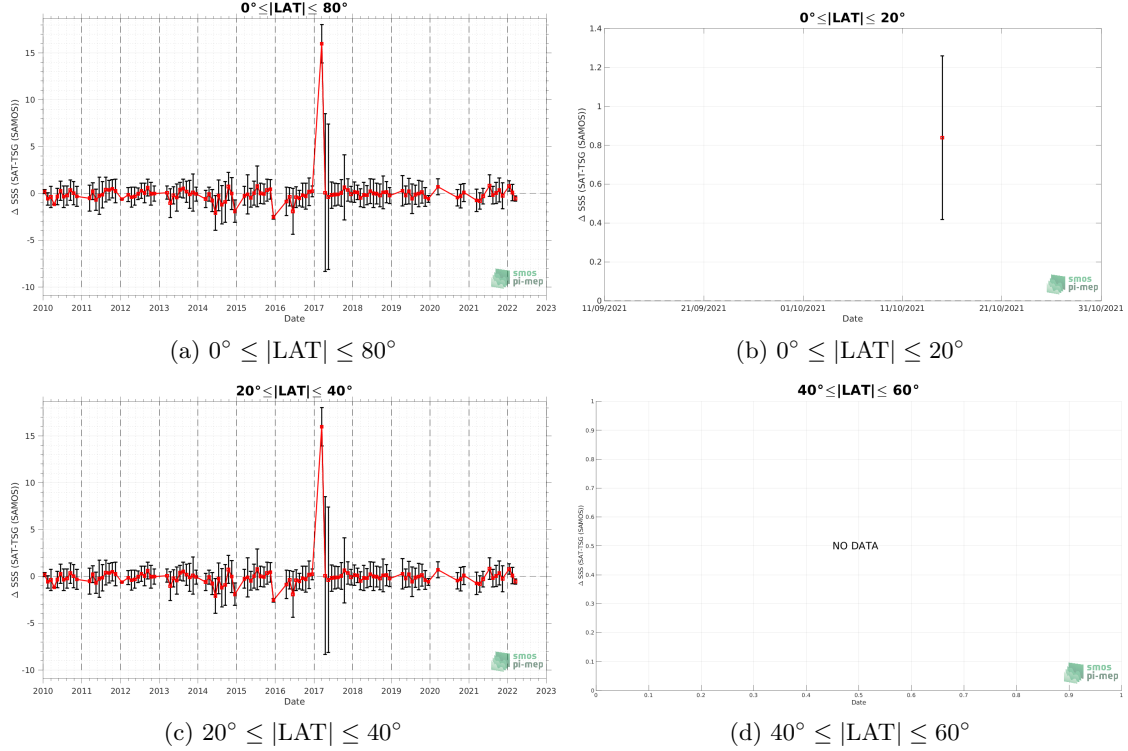 0°≤|LAT|≤ 80°
Δ SSS (SAT-TSG (SAMOS))
15
10
5
0
-5
-10
2010 2011 2012 2013 2014 2015 2016 2017 2018 2019 2020 2021 2022 2023
Date
smos
pi-mep
(a) 0° ≤ |LAT| ≤ 80°
0°≤|LAT|≤ 20°
Δ SSS (SAT-TSG (SAMOS))
1.4
1.2
1
0.8
0.6
0.4
0.2
0
11/09/2021 21/09/2021 01/10/2021 11/10/2021 21/10/2021 31/10/2021
Date
smos
pi-mep
(b) 0° ≤ |LAT| ≤ 20°
20°≤|LAT|≤ 40°
Δ SSS (SAT-TSG (SAMOS))
15
10
5
0
-5
-10
2010 2011 2012 2013 2014 2015 2016 2017 2018 2019 2020 2021 2022 2023
Date
smos
pi-mep
(c) 20° ≤ |LAT| ≤ 40°
40°≤|LAT|≤ 60°
Δ SSS (SAT-TSG (SAMOS))
1
0.9
0.8
0.7
0.6
0.5
0.4
0.3
0.2
0.1
0
NO DATA
0 0.1 0.2 0.3 0.4 0.5 0.6 0.7 0.8 0.9 1
Date
smos
pi-mep
(d) 40° ≤ |LAT| ≤ 60°